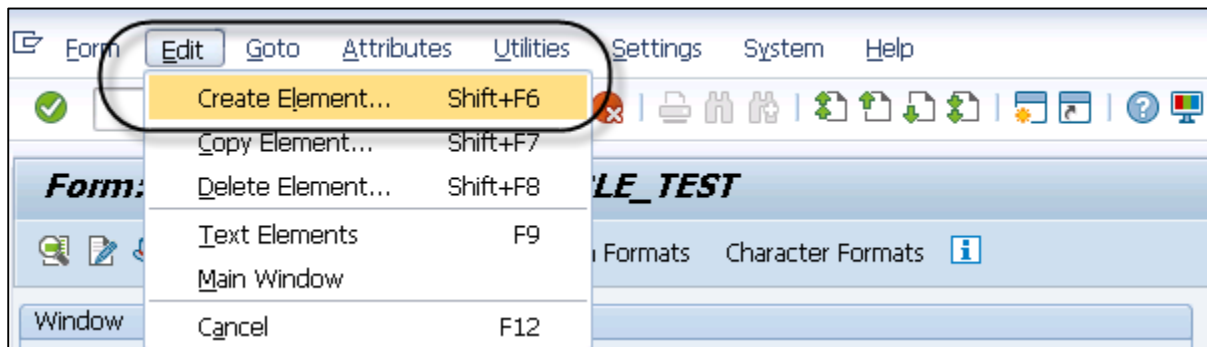 Form Edit Goto Attributes Utilities Settings System Help
Create Element... Shift+F6
Copy Element... Shift+F7
Delete Element... Shift+F8
Form: LE_TEST
Text Elements F9
Formats Character Formats
Main Window
Window
Cancel F12